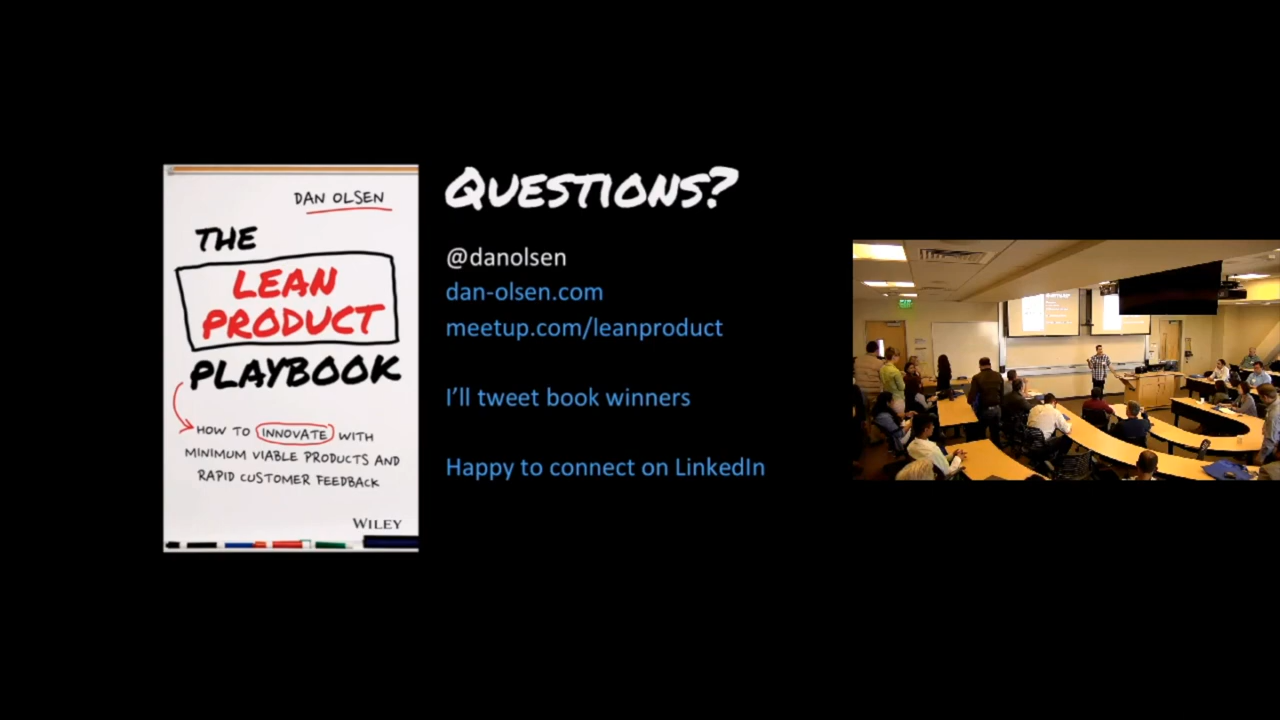 DAN OLSEN
THE
LEAN
PRODUCT
PLAYBOOK
HOW TO INNOVATE WITH
MINIMUM VIABLE PRODUCTS AND
RAPID CUSTOMER FEEDBACK
WILEY
QUESTIONS?
@danolsen
dan-olsen.com
meetup.com/leanproduct
I'll tweet book winners
Happy to connect on LinkedIn